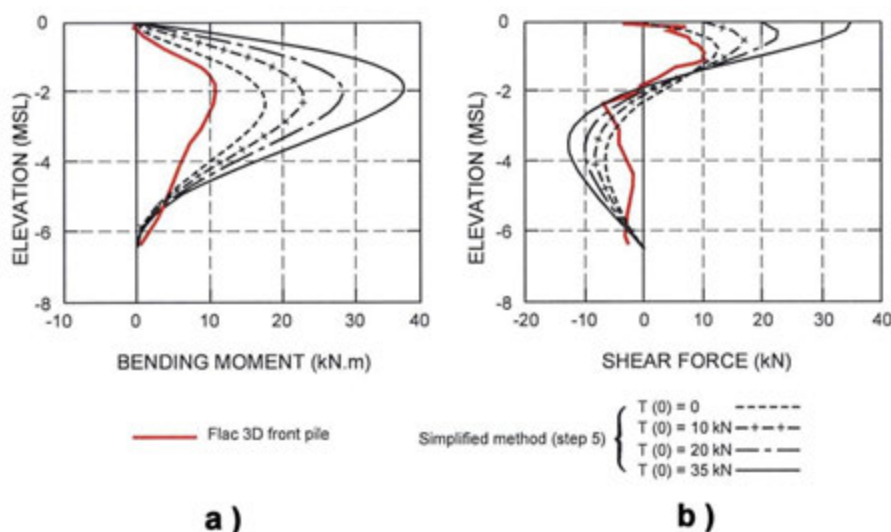 0
-2
-4
-6
-8
ELEVATION (MSL)
-10 0 10 20 30 40
BENDING MOMENT (kN.m)
0
-2
-4
-6
-8
ELEVATION (MSL)
-20 -10 0 10 20 30 40
SHEAR FORCE (kN)
Flac 3D front pile
Simplified method (step 5)
T (0) = 0
T (0) = 10 kN
T (0) = 20 kN
T (0) = 35 kN
a )
b )